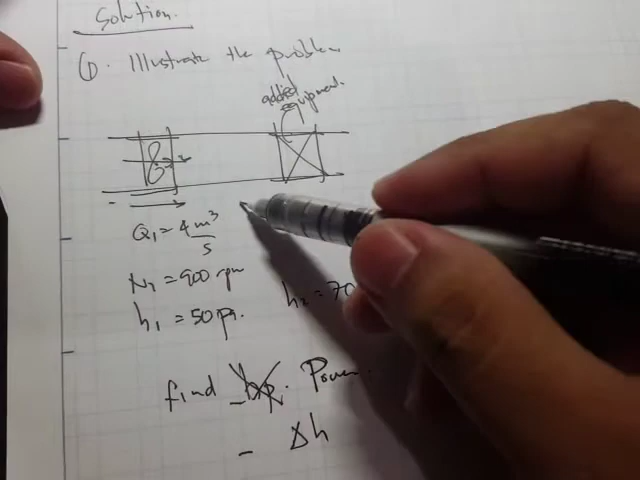 Solution.
①. Illustrate the problem
added
equipment.
Q₁ = 4 m³/s
N₁ = 900 rpm
h₁ = 50 Pa. h₂ = 70
find Power.
- Δh